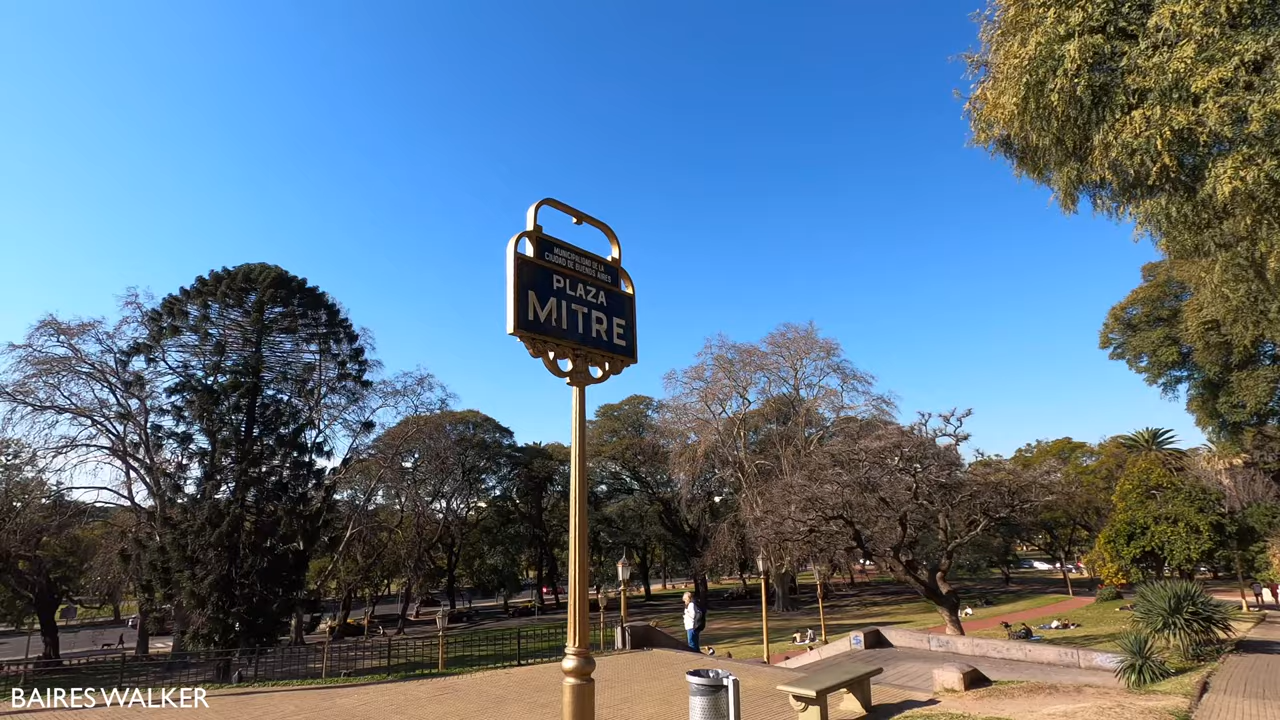 MUNICIPALIDAD DE LA
CIUDAD DE BUENOS AIRES
PLAZA
MITRE
BAIRES WALKER